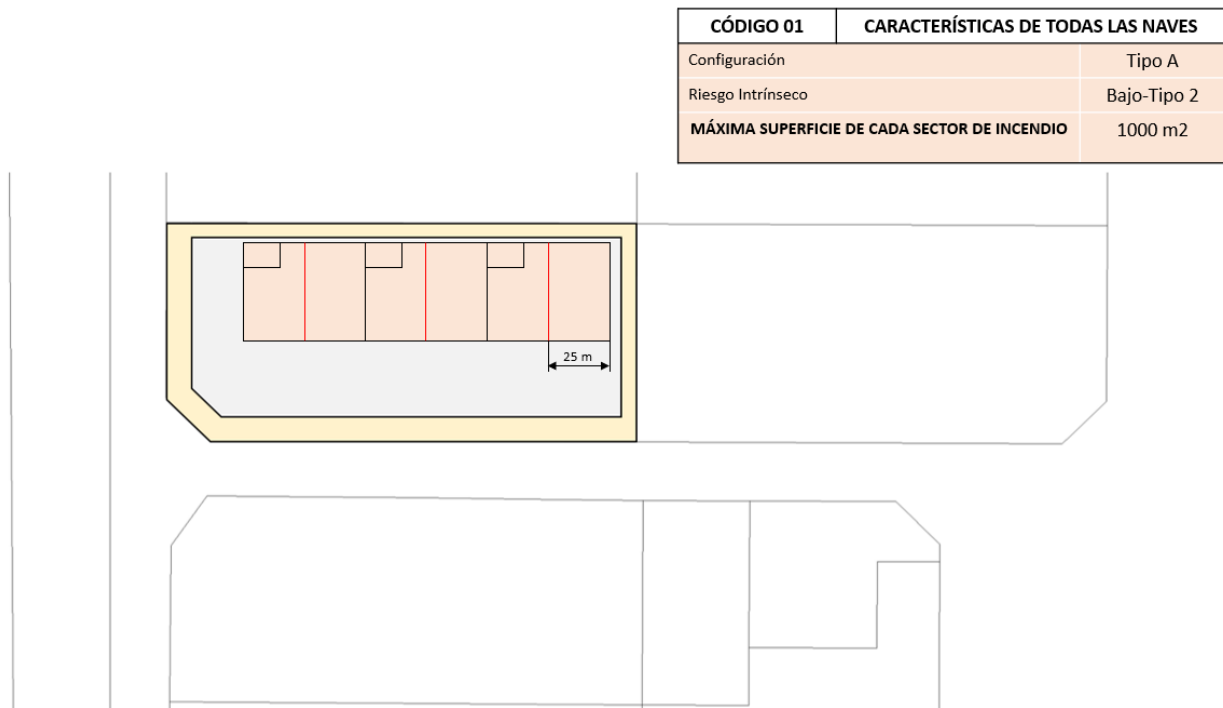 CÓDIGO 01 CARACTERÍSTICAS DE TODAS LAS NAVES
Configuración Tipo A
Riesgo Intrínseco Bajo-Tipo 2
MÁXIMA SUPERFICIE DE CADA SECTOR DE INCENDIO 1000 m2
25 m